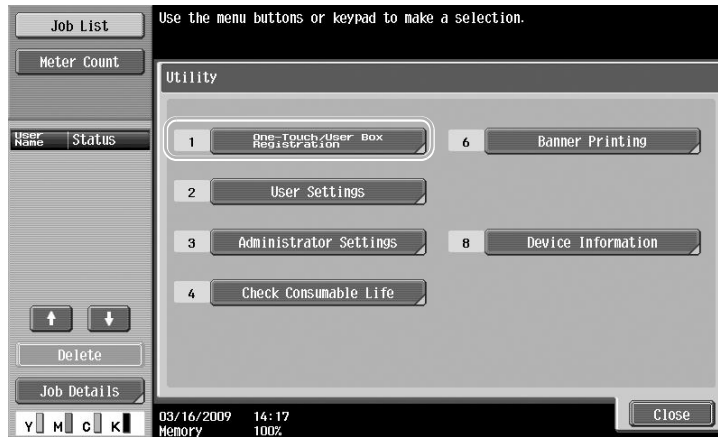 Job List
Use the menu buttons or keypad to make a selection.
Meter Count
Utility
User Name
Status
1 One-Touch/User Box
Registration
6 Banner Printing
2 User Settings
3 Administrator Settings
8 Device Information
4 Check Consumable Life
Delete
Job Details
Y M C K
03/16/2009 14:17
Memory 100%
Close